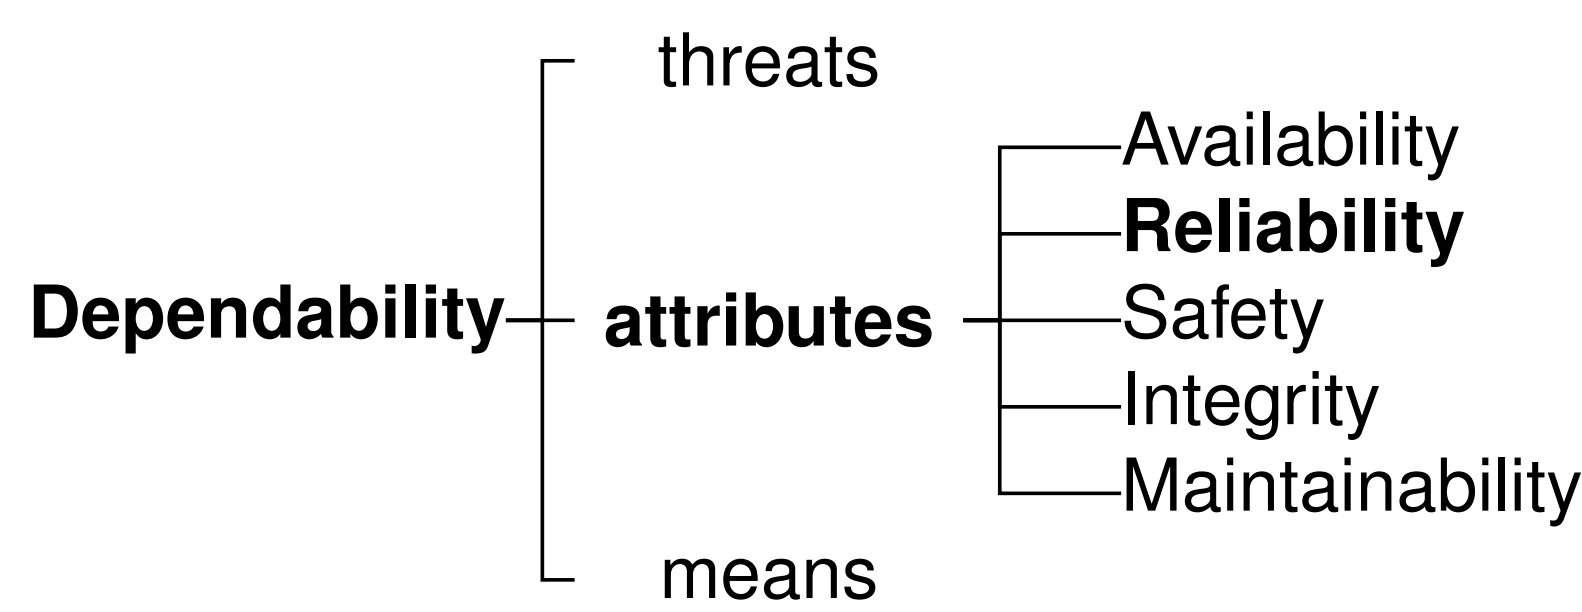 threats
Availability
Reliability
Dependability
attributes
Safety
Integrity
Maintainability
means